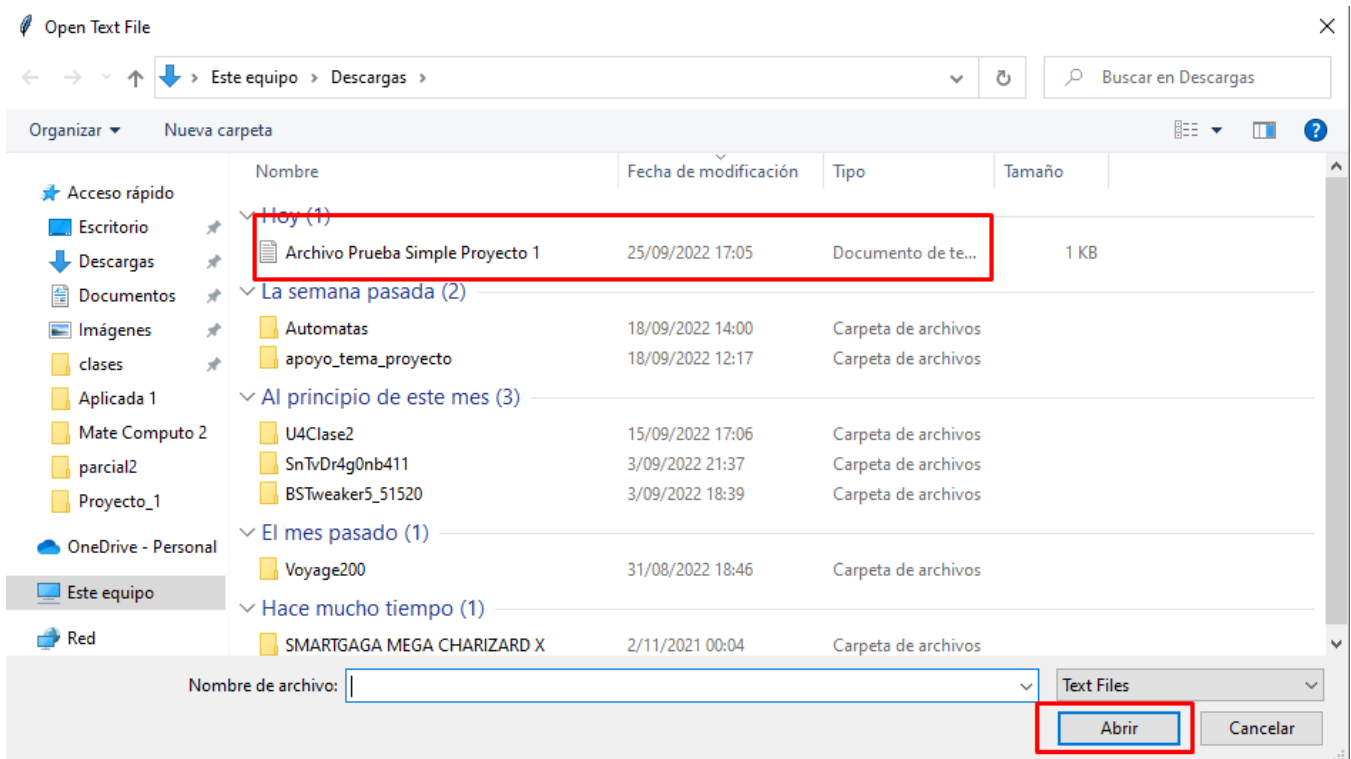 Open Text File
Este equipo > Descargas >
Buscar en Descargas
Organizar Nueva carpeta
Nombre Fecha de modificación Tipo Tamaño
Acceso rápido
Escritorio
Descargas
Documentos
Imágenes
clases
Aplicada 1
Mate Computo 2
parcial2
Proyecto_1
OneDrive - Personal
Este equipo
Red
Hoy (1)
Archivo Prueba Simple Proyecto 1 25/09/2022 17:05 Documento de te... 1 KB
La semana pasada (2)
Automatas 18/09/2022 14:00 Carpeta de archivos
apoyo_tema_proyecto 18/09/2022 12:17 Carpeta de archivos
Al principio de este mes (3)
U4Clase2 15/09/2022 17:06 Carpeta de archivos
SnTvDr4g0nb411 3/09/2022 21:37 Carpeta de archivos
BSTweaker5_51520 3/09/2022 18:39 Carpeta de archivos
El mes pasado (1)
Voyage200 31/08/2022 18:46 Carpeta de archivos
Hace mucho tiempo (1)
SMARTGAGA MEGA CHARIZARD X 2/11/2021 00:04 Carpeta de archivos
Nombre de archivo: Text Files
Abrir Cancelar